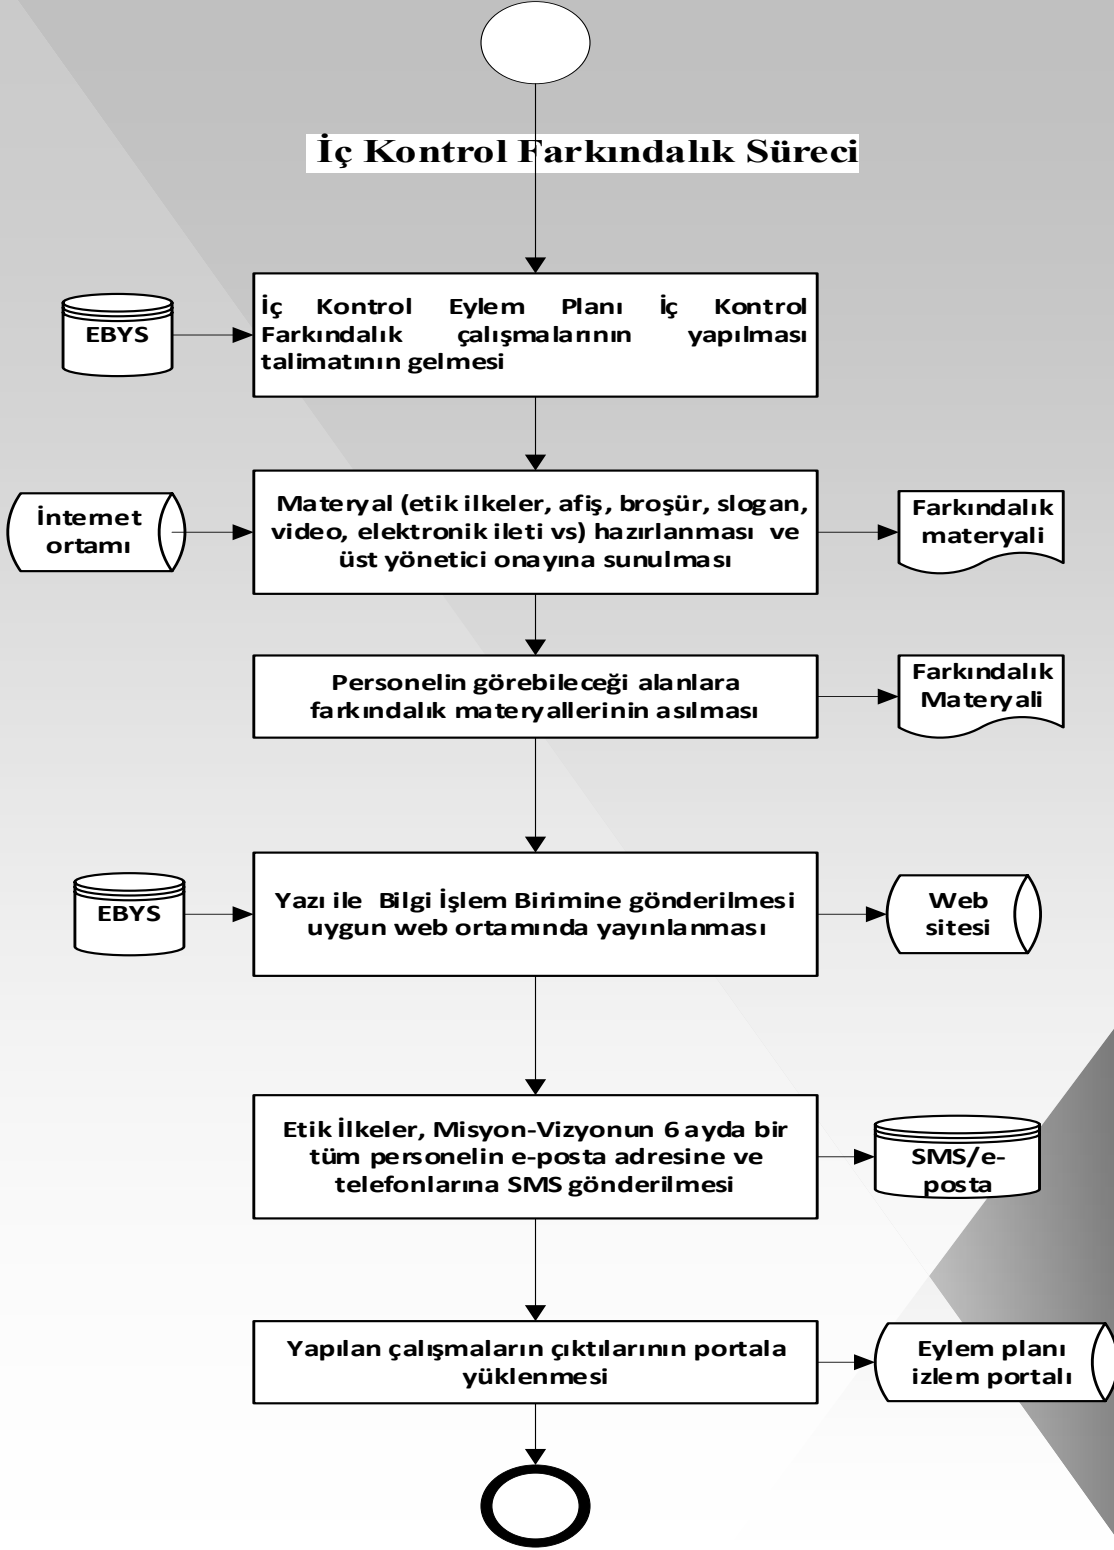 İç Kontrol Farkındalık Süreci
EBYS
İç Kontrol Eylem Planı İç Kontrol
Farkındalık çalışmalarının yapılması
talimatının gelmesi
İnternet
ortamı
Materyal (etik ilkeler, afiş, broşür, slogan,
video, elektronik ileti vs) hazırlanması ve
üst yönetici onayına sunulması
Farkındalık
materyali
Personelin görebileceği alanlara
farkındalık materyallerinin asılması
Farkındalık
Materyali
EBYS
Yazı ile Bilgi İşlem Birimine gönderilmesi
uygun web ortamında yayınlanması
Web
sitesi
Etik İlkeler, Misyon-Vizyonun 6 ayda bir
tüm personelin e-posta adresine ve
telefonlarına SMS gönderilmesi
SMS/e-
posta
Yapılan çalışmaların çıktılarının portala
yüklenmesi
Eylem planı
izlem portalı